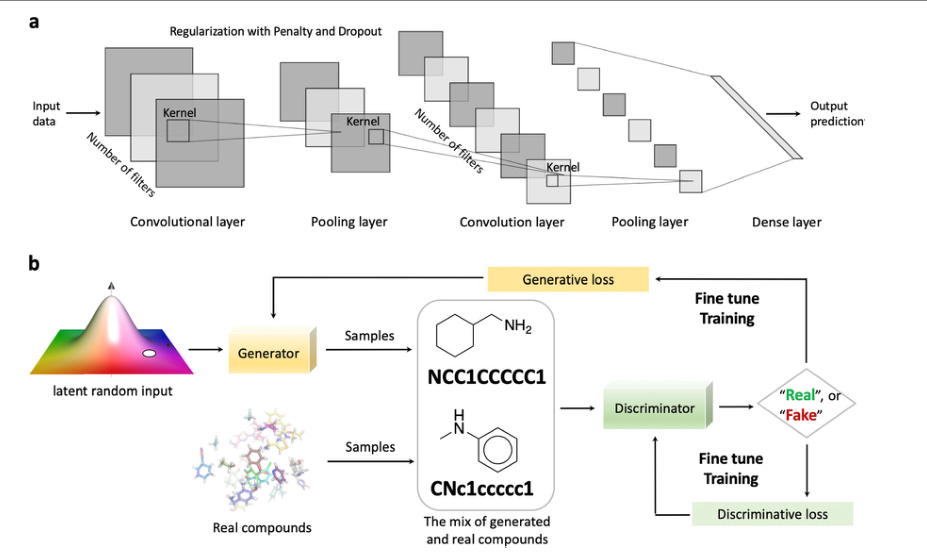 a
Regularization with Penalty and Dropout
Input
data
Kernel
Number of filters
Kernel
Number of filters
Kernel
Output
prediction
Convolutional layer
Pooling layer
Convolution layer
Pooling layer
Dense layer
b
Generative loss
Fine tune
Training
latent random input
Generator
Samples
NH2
NCC1CCCCC1
H
N
CNc1ccccc1
Samples
Real compounds
The mix of generated
and real compounds
Discriminator
“Real”, or
“Fake”
Fine tune
Training
Discriminative loss